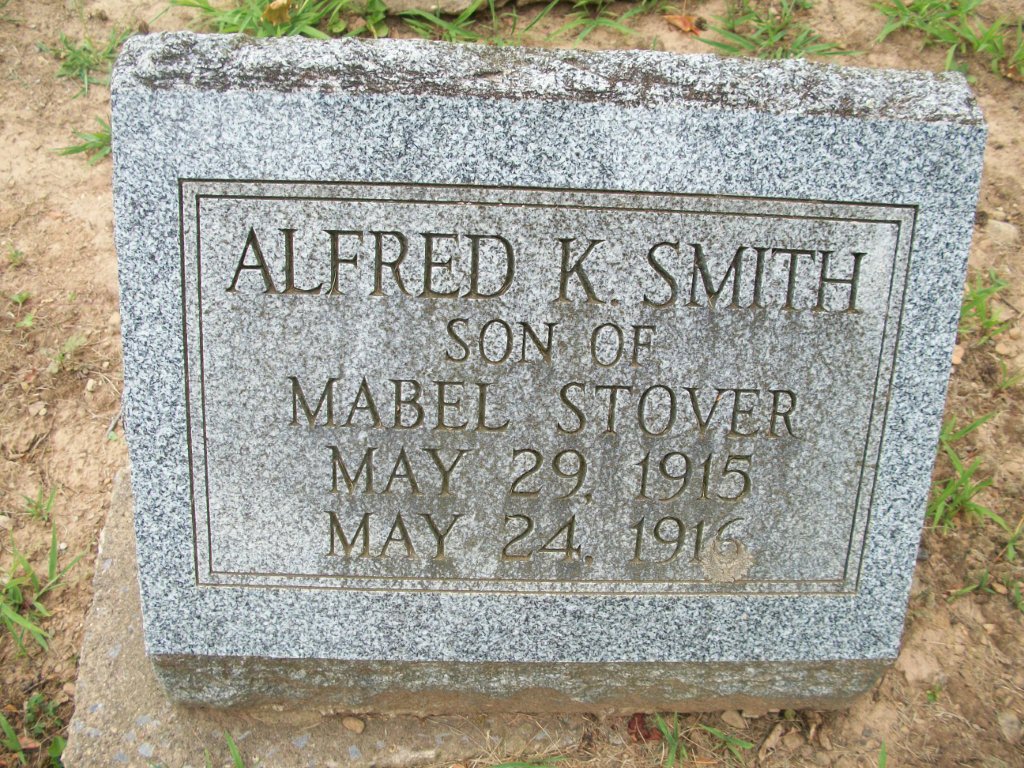 ALFRED K. SMITH
SON OF
MABEL STOVER
MAY 29, 1915
MAY 24, 1916